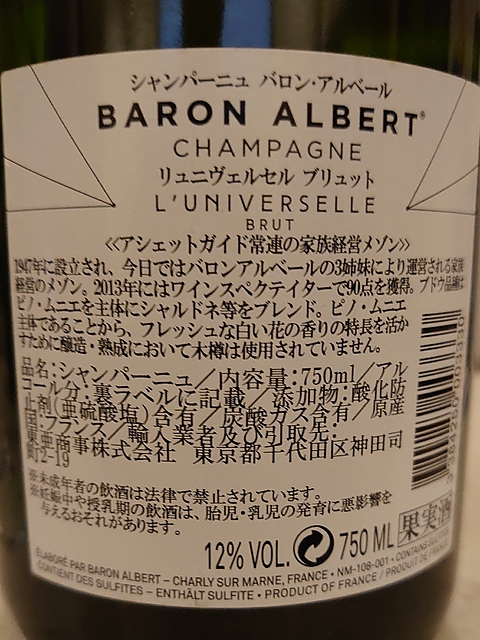 シャンパーニュ バロン・アルベール
BARON ALBERT®
CHAMPAGNE
リュニヴェルセル ブリュット
L'UNIVERSELLE
BRUT
《アシェットガイド常連の家族経営メゾン》
1947年に設立され、今日ではバロンアルベールの3姉妹により運営される家族
経営のメゾン。2013年にはワインスペクテイターで90点を獲得。ブドウ品種は
ピノ・ムニエを主体にシャルドネ等をブレンド。ピノ・ムニエ
主体であることから、フレッシュな白い花の香りの特長を活か
すために醸造・熟成において木樽は使用されていません。
品名:シャンパーニュ／内容量:750ml／アル
コール分:裏ラベルに記載／添加物:酸化防
止剤(亜硫酸塩)含有／炭酸ガス含有／原産
国:フランス／輸入業者及び引取先:
東亜商事株式会社 東京都千代田区神田司
町2-19
※未成年者の飲酒は法律で禁止されています。
※妊娠中や授乳期の飲酒は、胎児・乳児の発育に悪影響を
与えるおそれがあります。
12% VOL. 750 ML 果実酒
ÉLABORÉ PAR BARON ALBERT – CHARLY SUR MARNE, FRANCE • NM-108-001 • CONTAINS
CONTIENT DES SULFITES – ENTHÄLT SULFITE • PRODUCT OF FRANCE /